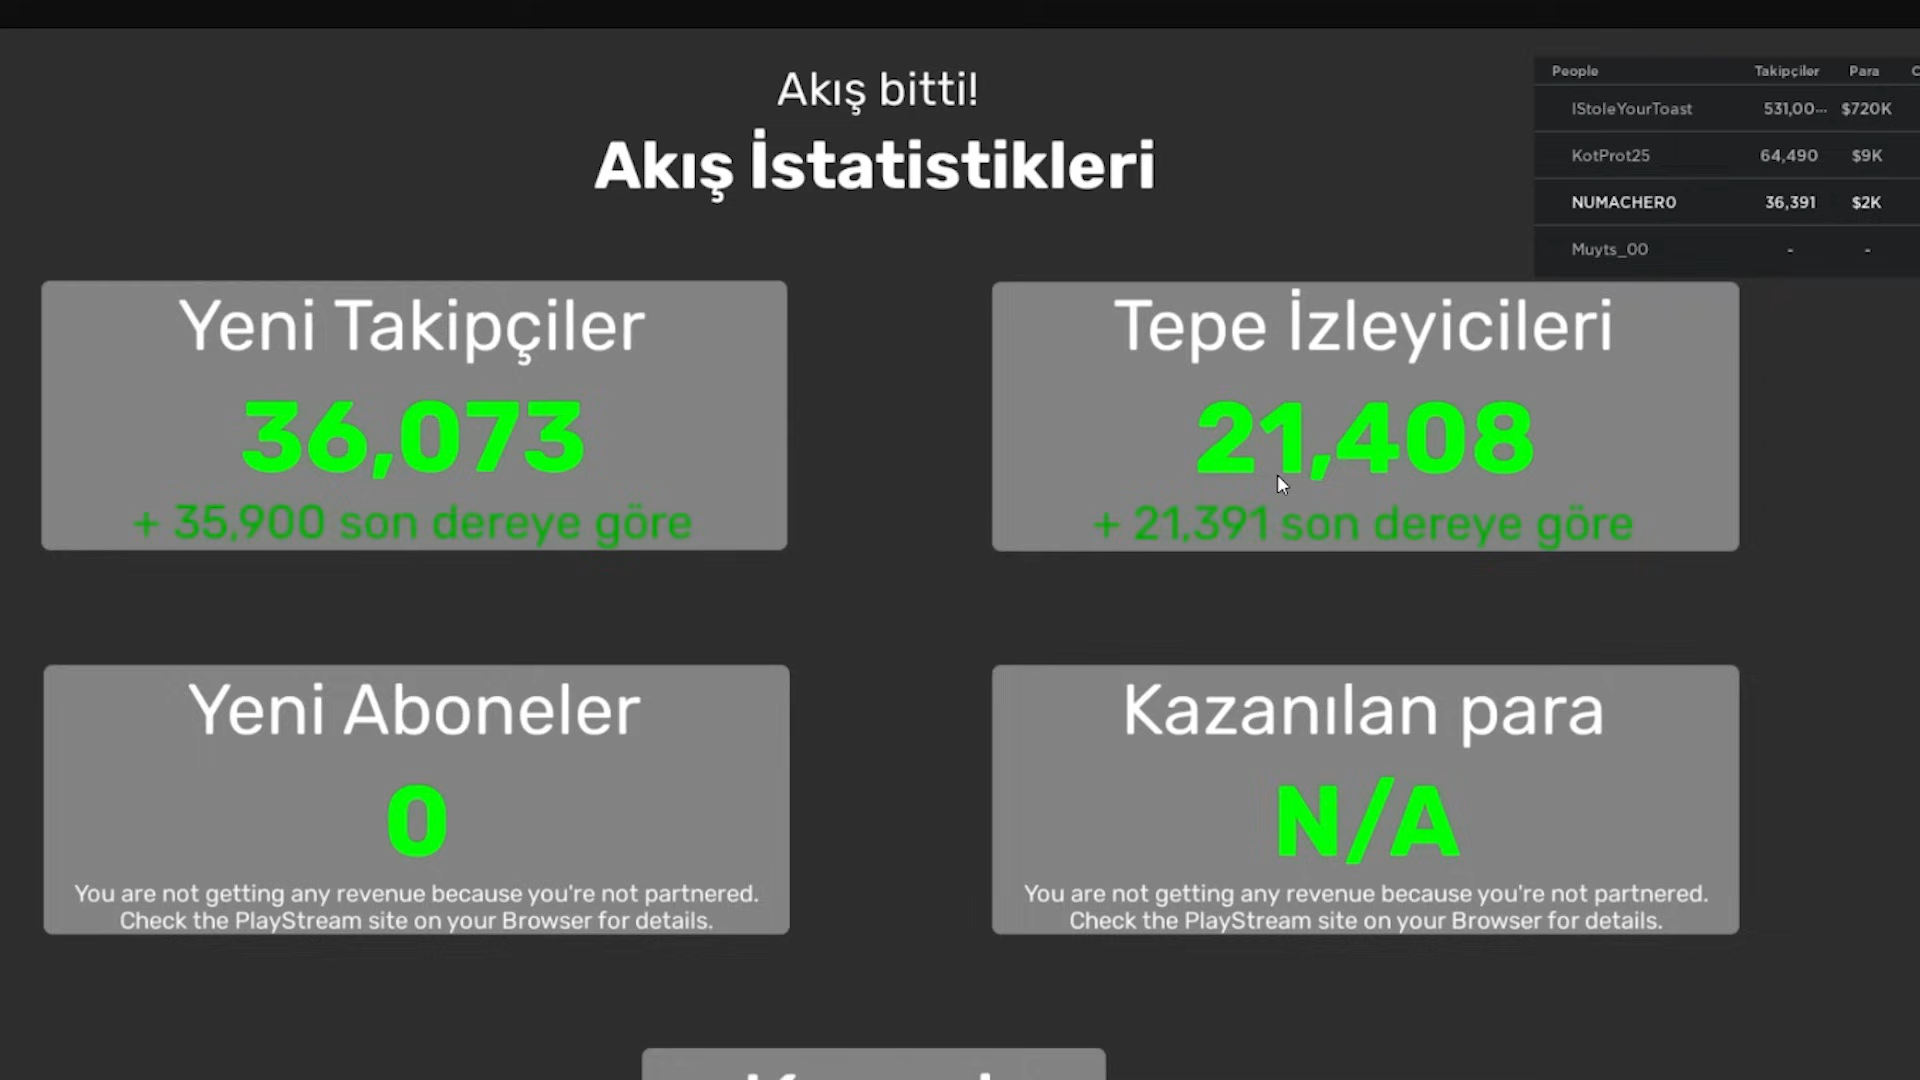 Akış bitti!
Akış İstatistikleri
People Takipçiler Para
IStoleYourToast 531,00... $720K
KotProt25 64,490 $9K
NUMACHER0 36,391 $2K
Muyts_00 - -
Yeni Takipçiler
36,073
+ 35,900 son dereye göre
Tepe İzleyicileri
21,408
+ 21,391 son dereye göre
Yeni Aboneler
0
You are not getting any revenue because you're not partnered.
Check the PlayStream site on your Browser for details.
Kazanılan para
N/A
You are not getting any revenue because you're not partnered.
Check the PlayStream site on your Browser for details.